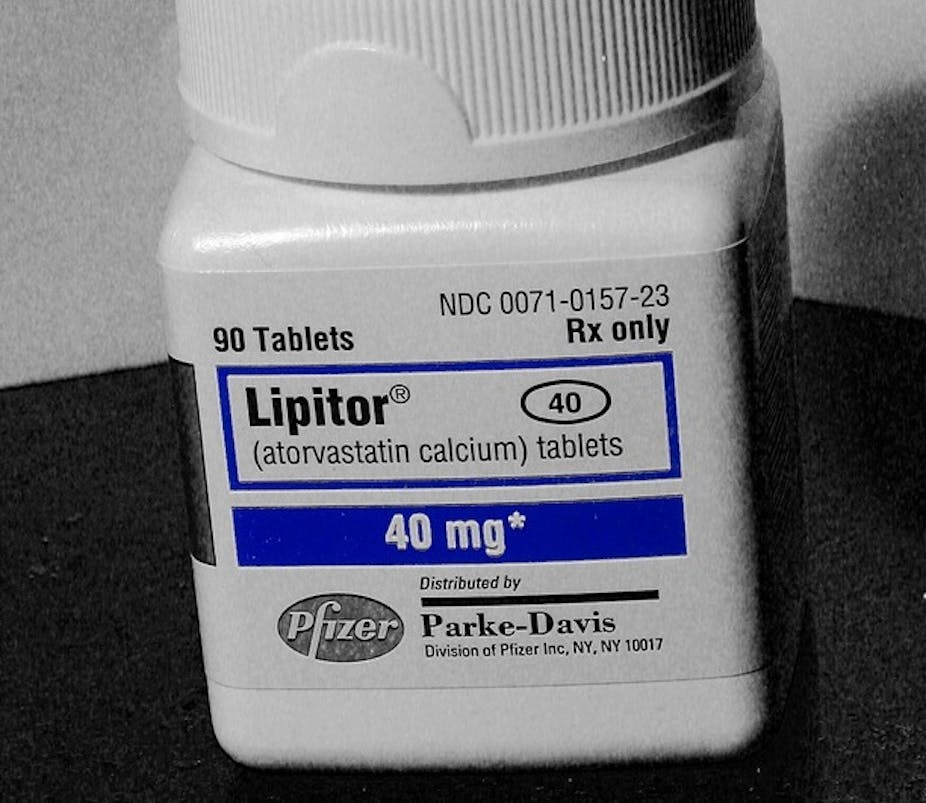 NDC 0071-0157-23
90 Tablets Rx only
Lipitor® 40
(atorvastatin calcium) tablets
40 mg*
Distributed by
Pfizer Parke-Davis
Division of Pfizer Inc, NY, NY 10017